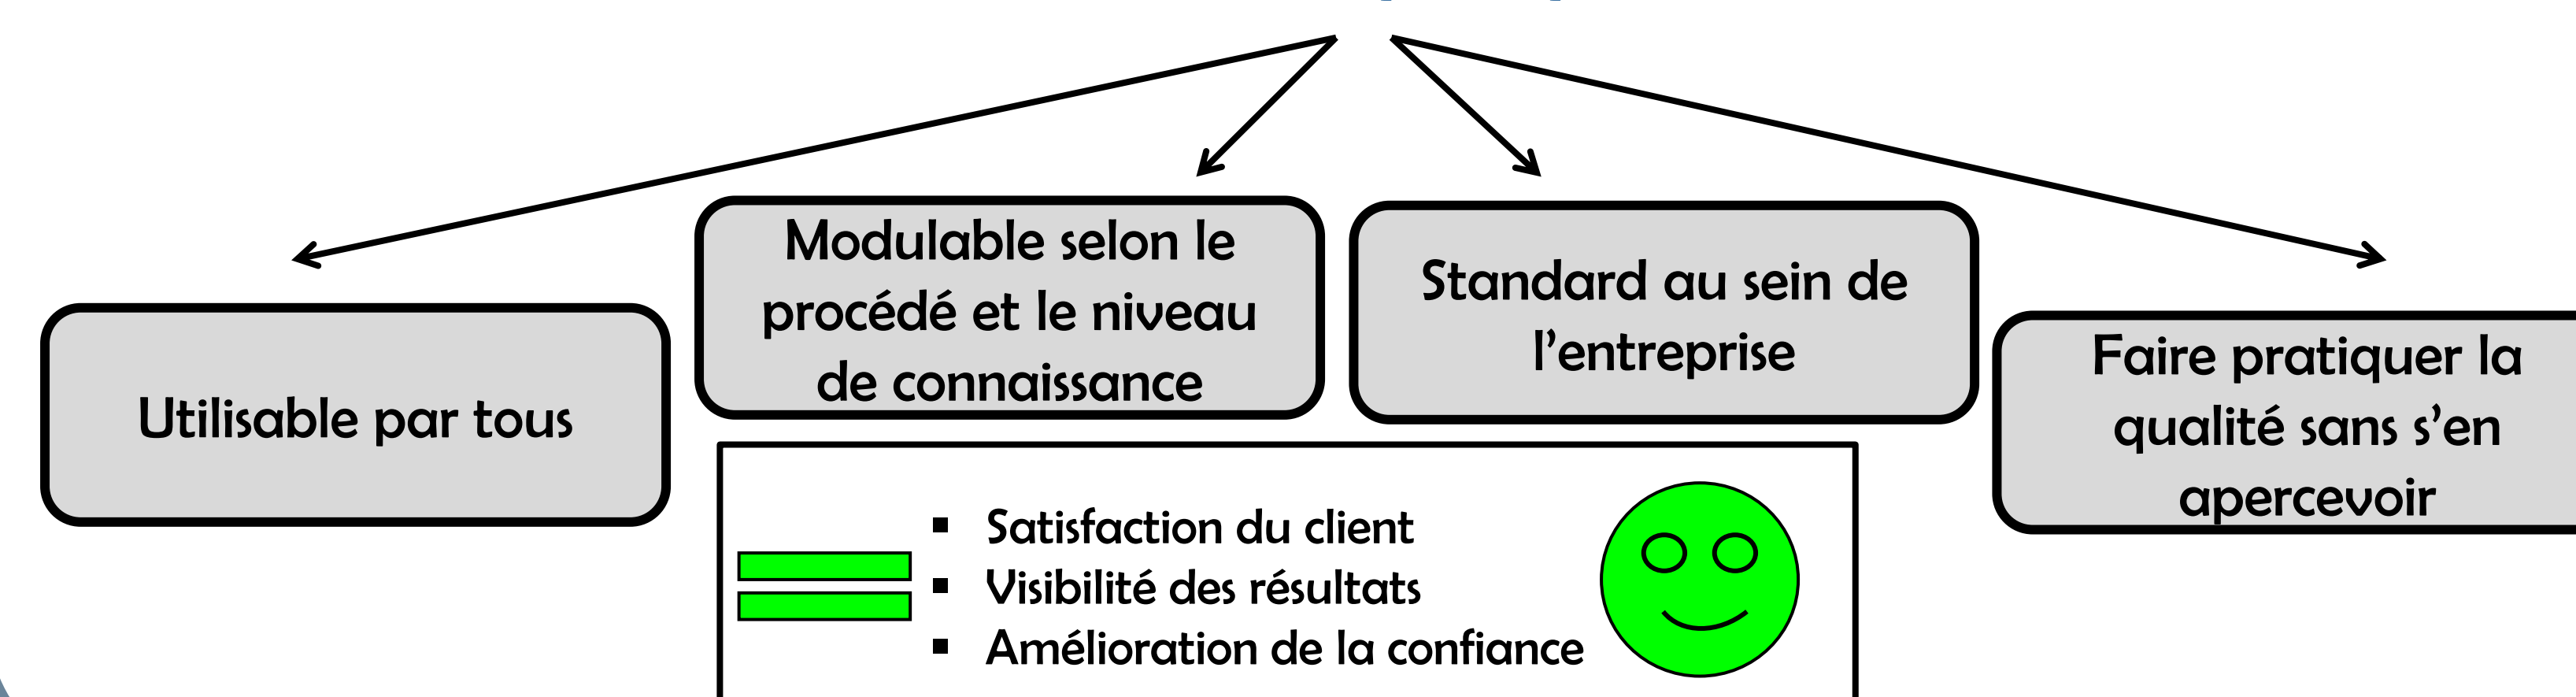 Utilisable par tous
Modulable selon le
procédé et le niveau
de connaissance
Standard au sein de
l’entreprise
Faire pratiquer la
qualité sans s’en
apercevoir
▪ Satisfaction du client
▪ Visibilité des résultats
▪ Amélioration de la confiance